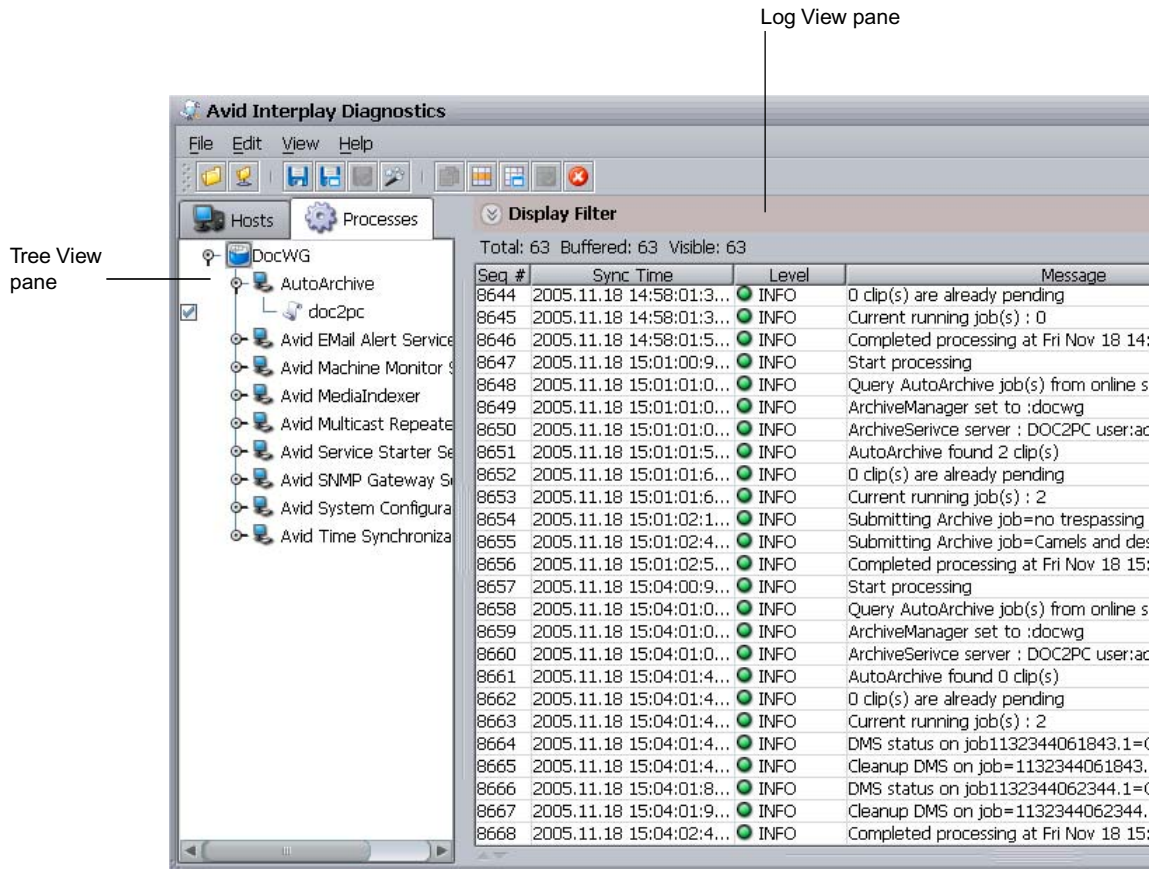 Log View pane
Avid Interplay Diagnostics
File Edit View Help
Hosts Processes
Display Filter
Tree View
pane
DocWG
AutoArchive
doc2pc
Avid EMail Alert Service
Avid Machine Monitor
Avid MediaIndexer
Avid Multicast Repeate
Avid Service Starter Se
Avid SNMP Gateway
Avid System Configura
Avid Time Synchroniza
Total: 63 Buffered: 63 Visible: 63
Seq # Sync Time Level Message
8644 2005.11.18 14:58:01:3... INFO 0 clip(s) are already pending
8645 2005.11.18 14:58:01:3... INFO Current running job(s) : 0
8646 2005.11.18 14:58:01:5... INFO Completed processing at Fri Nov 18 14:
8647 2005.11.18 15:01:00:9... INFO Start processing
8648 2005.11.18 15:01:01:0... INFO Query AutoArchive job(s) from online s
8649 2005.11.18 15:01:01:0... INFO ArchiveManager set to :docwg
8650 2005.11.18 15:01:01:0... INFO ArchiveSerivce server : DOC2PC user:ad
8651 2005.11.18 15:01:01:5... INFO AutoArchive found 2 clip(s)
8652 2005.11.18 15:01:01:6... INFO 0 clip(s) are already pending
8653 2005.11.18 15:01:01:6... INFO Current running job(s) : 2
8654 2005.11.18 15:01:02:1... INFO Submitting Archive job=no trespassing
8655 2005.11.18 15:01:02:4... INFO Submitting Archive job=Camels and des
8656 2005.11.18 15:01:02:5... INFO Completed processing at Fri Nov 18 15:
8657 2005.11.18 15:04:00:9... INFO Start processing
8658 2005.11.18 15:04:01:0... INFO Query AutoArchive job(s) from online s
8659 2005.11.18 15:04:01:0... INFO ArchiveManager set to :docwg
8660 2005.11.18 15:04:01:0... INFO ArchiveSerivce server : DOC2PC user:ad
8661 2005.11.18 15:04:01:4... INFO AutoArchive found 0 clip(s)
8662 2005.11.18 15:04:01:4... INFO 0 clip(s) are already pending
8663 2005.11.18 15:04:01:4... INFO Current running job(s) : 2
8664 2005.11.18 15:04:01:4... INFO DMS status on job1132344061843.1=
8665 2005.11.18 15:04:01:4... INFO Cleanup DMS on job=1132344061843.
8666 2005.11.18 15:04:01:8... INFO DMS status on job1132344062344.1=
8667 2005.11.18 15:04:01:9... INFO Cleanup DMS on job=1132344062344.
8668 2005.11.18 15:04:02:4... INFO Completed processing at Fri Nov 18 15: